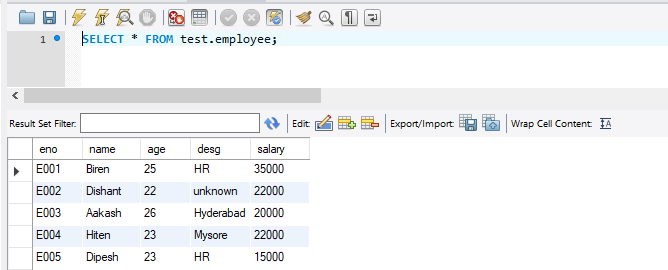 1 SELECT * FROM test.employee;
Result Set Filter: Edit: Export/Import: Wrap Cell Content: IA
eno name age desg salary
E001 Biren 25 HR 35000
E002 Dishant 22 unknown 22000
E003 Aakash 26 Hyderabad 20000
E004 Hiten 23 Mysore 22000
E005 Dipesh 23 HR 15000